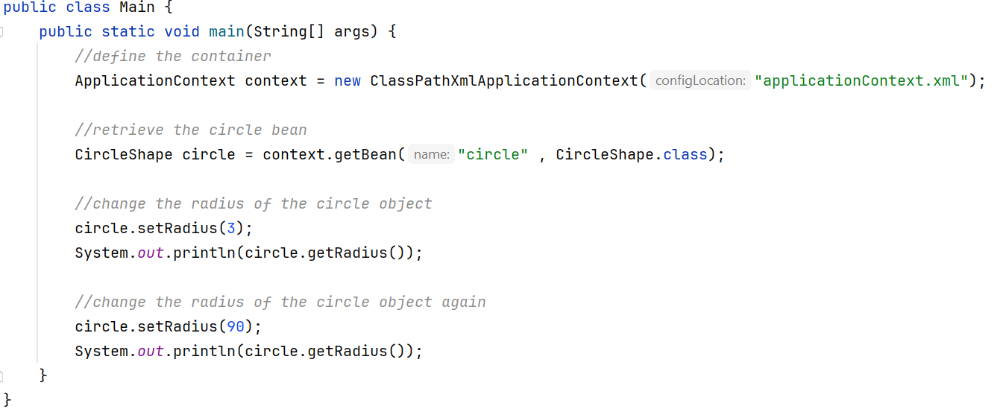 public class Main {
public static void main(String[] args) {
//define the container
ApplicationContext context = new ClassPathXmlApplicationContext( configLocation: "applicationContext.xml");
//retrieve the circle bean
CircleShape circle = context.getBean( name: "circle" , CircleShape.class);
//change the radius of the circle object
circle.setRadius(3);
System.out.println(circle.getRadius());
//change the radius of the circle object again
circle.setRadius(90);
System.out.println(circle.getRadius());
}
}